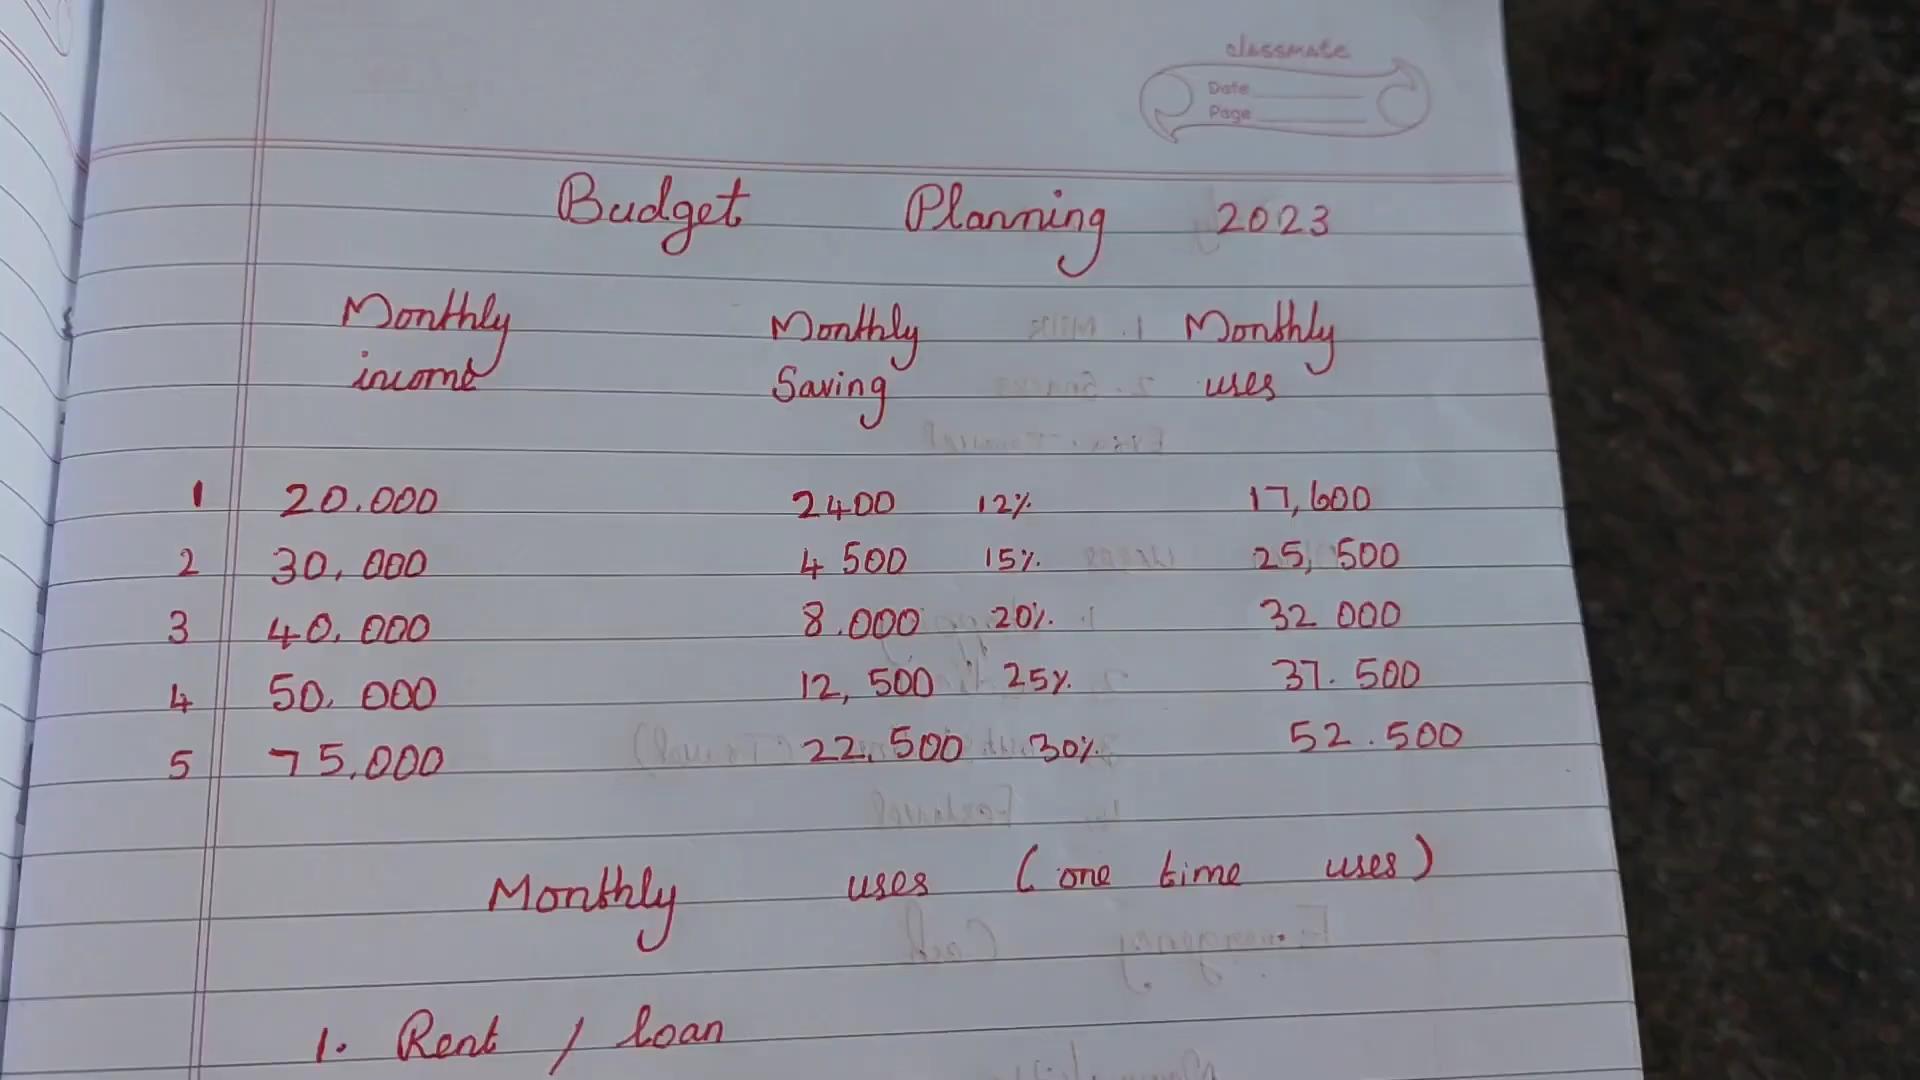 classmate
Date
Page
Budget Planning 2023
Monthly income Monthly Saving Monthly uses
1 20.000 2400 12% 17,600
2 30,000 4 500 15% 25,500
3 40,000 8.000 20% 32 000
4 50,000 12,500 25% 37.500
5 75,000 22,500 30% 52.500
Monthly uses (one time uses)
1. Rent / loan